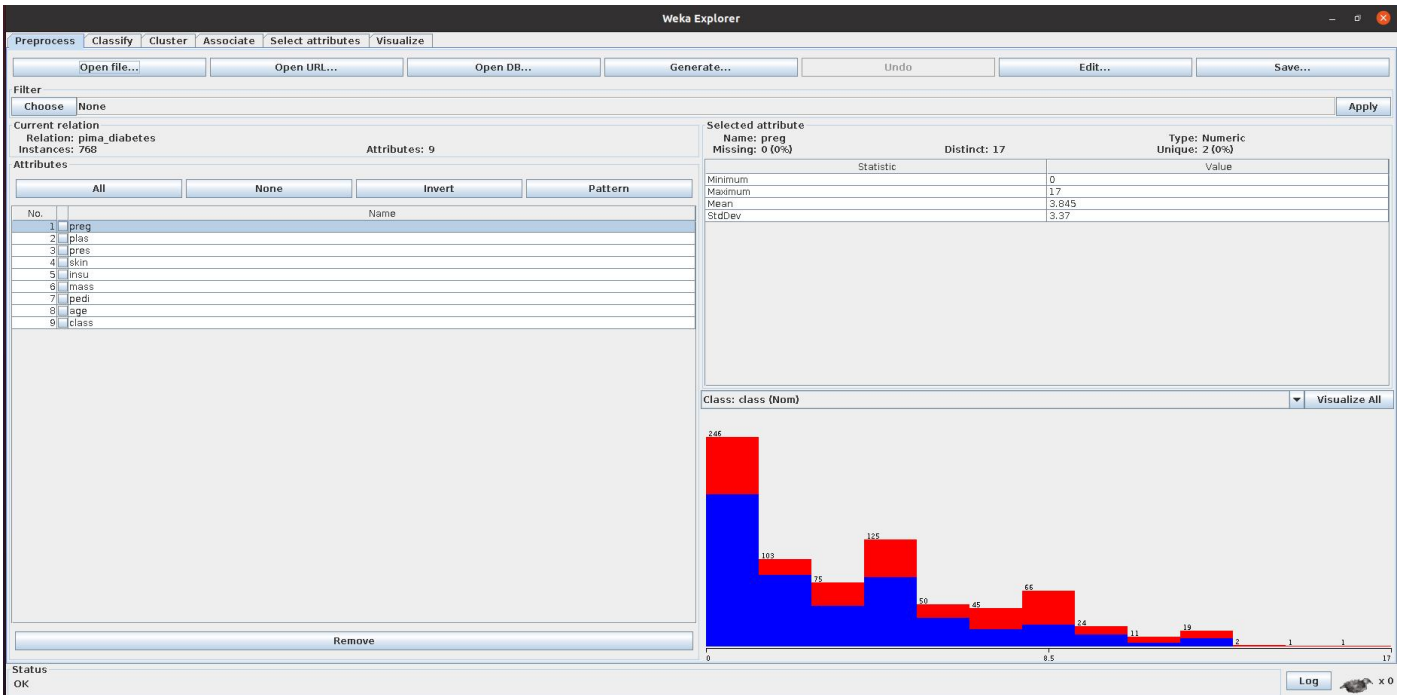 Weka Explorer
Preprocess Classify Cluster Associate Select attributes Visualize
Open file... Open URL... Open DB... Generate... Undo Edit... Save...
Filter
Choose None Apply
Current relation
Relation: pima_diabetes
Instances: 768 Attributes: 9
Attributes
All None Invert Pattern
No. Name
1 preg
2 plas
3 pres
4 skin
5 insu
6 mass
7 pedi
8 age
9 class
Remove
Selected attribute
Name: preg Type: Numeric
Missing: 0 (0%) Distinct: 17 Unique: 2 (0%)
Statistic Value
Minimum 0
Maximum 17
Mean 3.845
StdDev 3.37
Class: class (Nom) Visualize All
246
103
75
125
50
45
66
24
11
19
2
1
1
0 8.5 17
Status
OK Log x 0